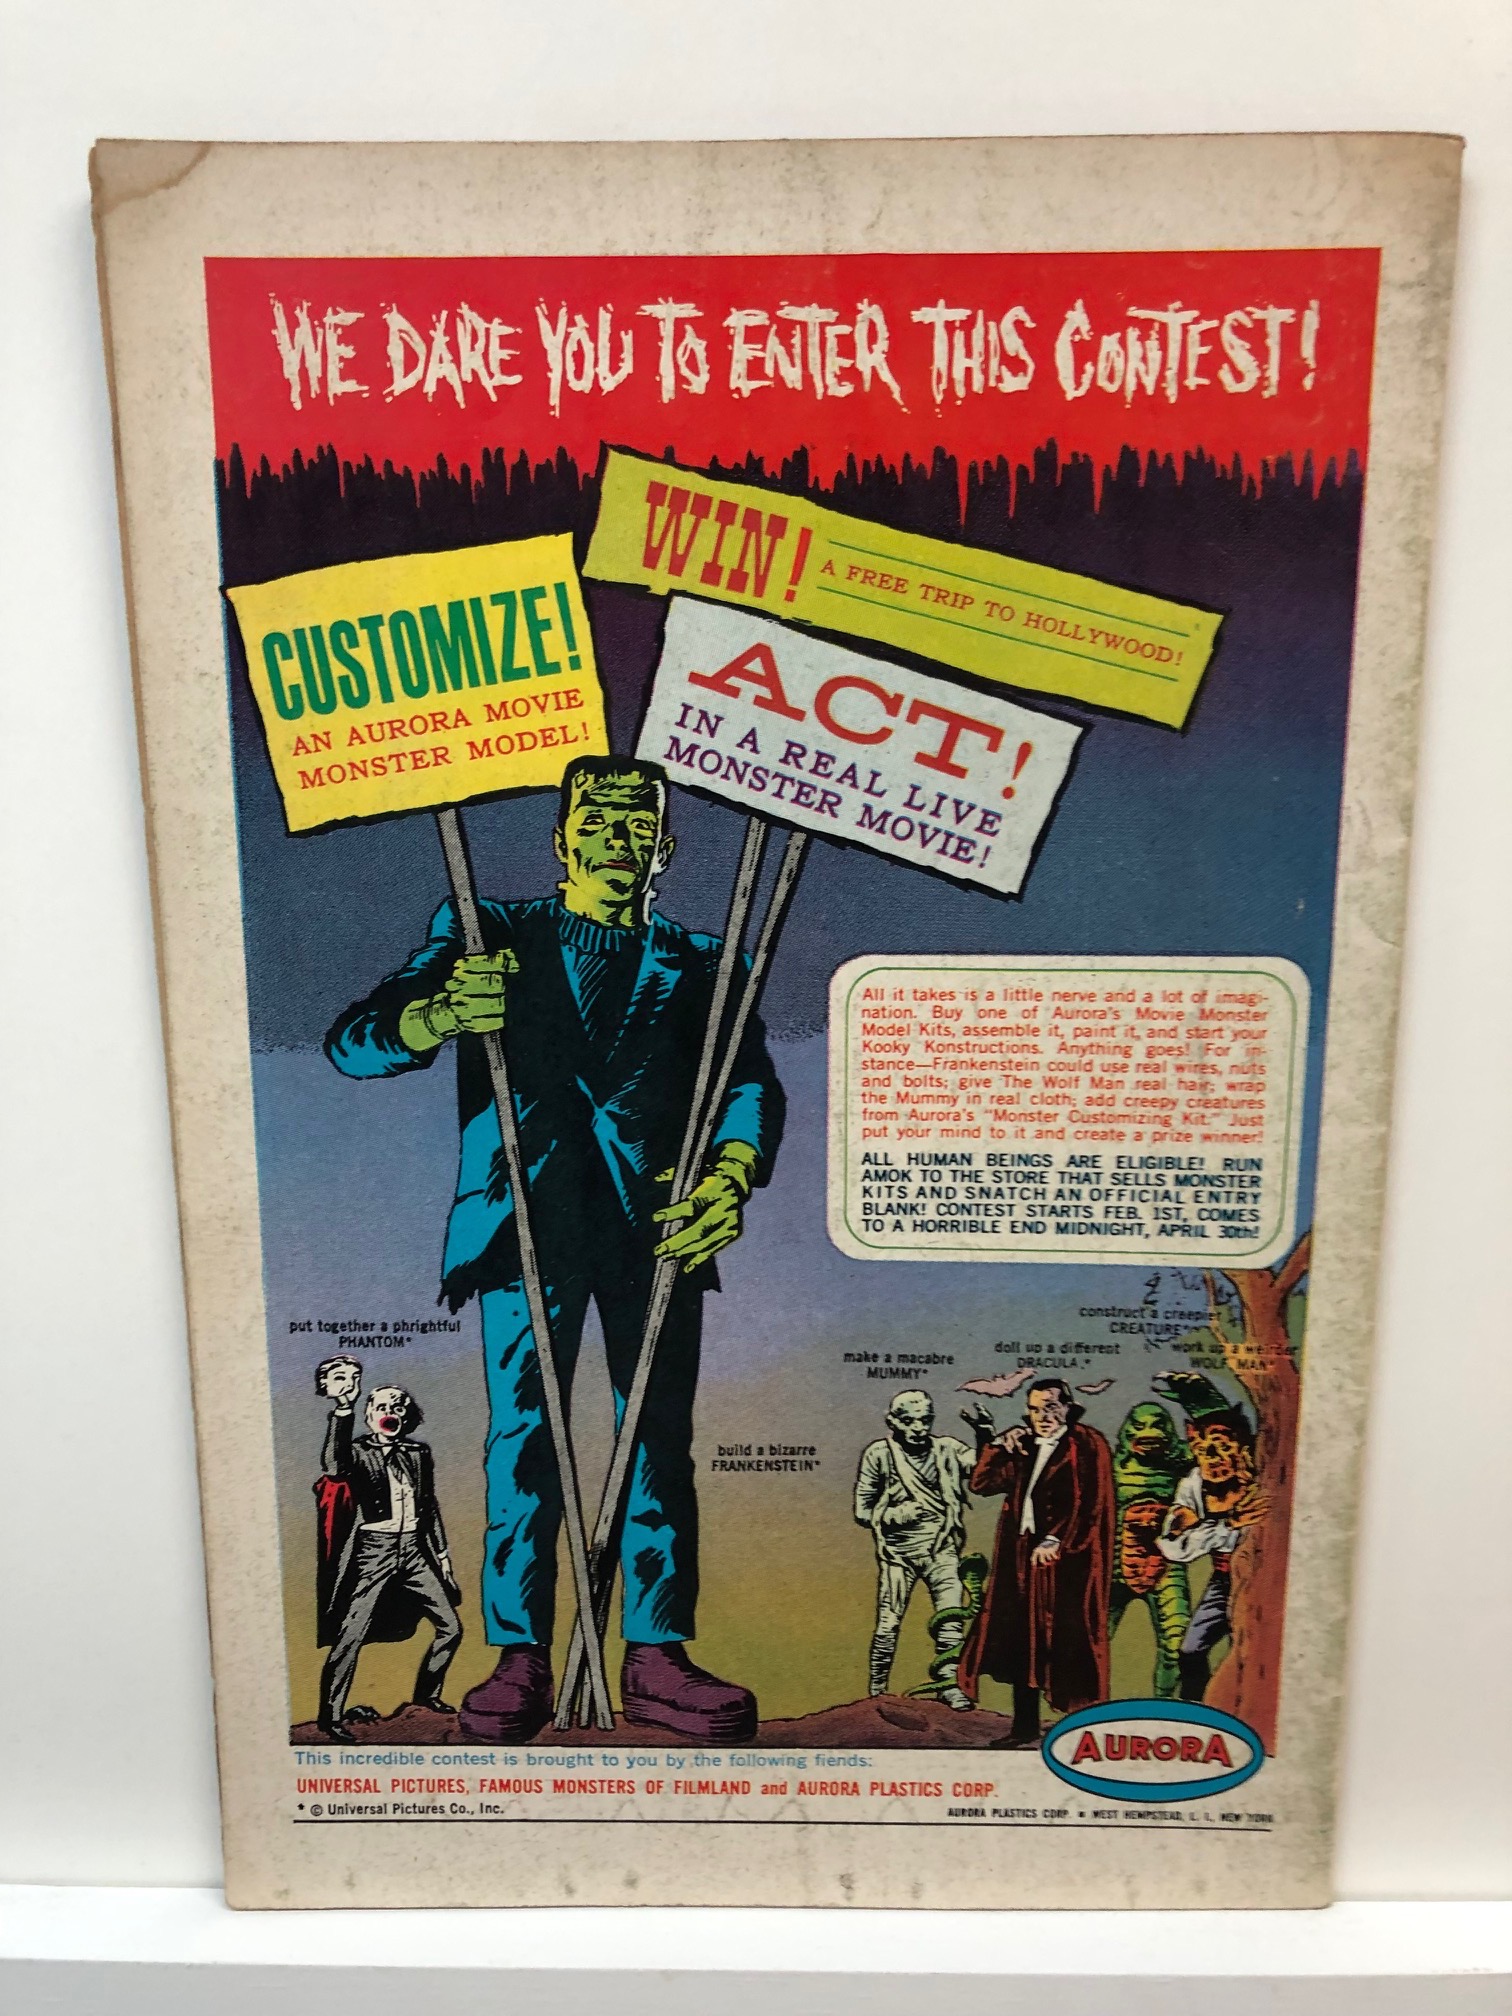 WE DARE YOU TO ENTER THIS CONTEST!
WIN! A FREE TRIP TO HOLLYWOOD!
CUSTOMIZE!
AN AURORA MOVIE
MONSTER MODEL!
ACT!
IN A REAL LIVE
MONSTER MOVIE!
All it takes is a little nerve and a lot of imagi-
nation. Buy one of Aurora's Movie Monster
Model Kits, assemble it, paint it, and start your
Kooky Konstructions. Anything goes! For in-
stance—Frankenstein could use real wires, nuts
and bolts; give The Wolf Man real hair; wrap
the Mummy in real cloth; add creepy creatures
from Aurora's "Monster Customizing Kit." Just
put your mind to it and create a prize winner!
ALL HUMAN BEINGS ARE ELIGIBLE! RUN
AMOK TO THE STORE THAT SELLS MONSTER
KITS AND SNATCH AN OFFICIAL ENTRY
BLANK! CONTEST STARTS FEB. 1ST, COMES
TO A HORRIBLE END MIDNIGHT, APRIL 30th!
put together a phrightful
PHANTOM*
build a bizarre
FRANKENSTEIN*
make a macabre
MUMMY*
doll up a different
DRACULA*
construct a creepier
CREATURE*
work up a weirder
WOLF MAN*
AURORA
This incredible contest is brought to you by the following fiends:
UNIVERSAL PICTURES, FAMOUS MONSTERS OF FILMLAND and AURORA PLASTICS CORP.
* © Universal Pictures Co., Inc.
AURORA PLASTICS CORP. • WEST HEMPSTEAD, L. I., NEW YORK